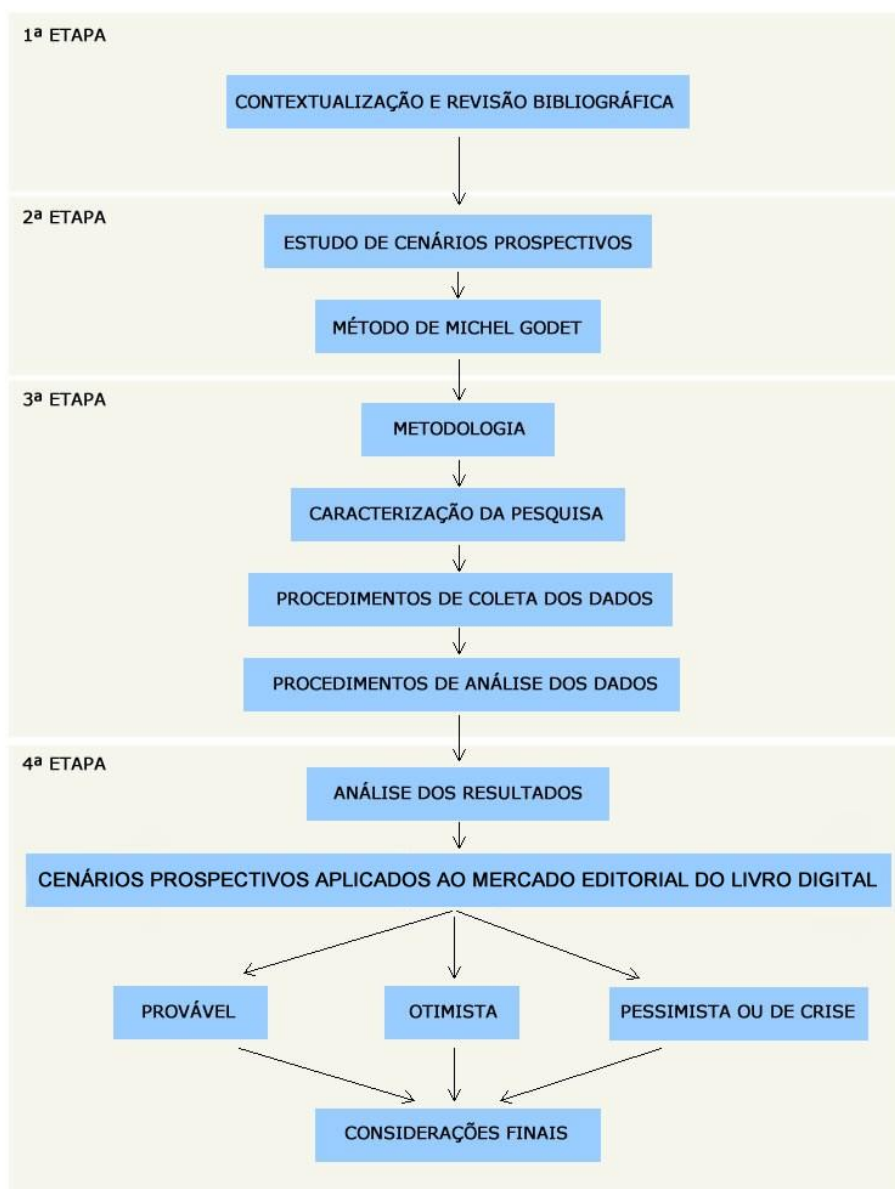 1ª ETAPA
CONTEXTUALIZAÇÃO E REVISÃO BIBLIOGRÁFICA
2ª ETAPA
ESTUDO DE CENÁRIOS PROSPECTIVOS
MÉTODO DE MICHEL GODET
3ª ETAPA
METODOLOGIA
CARACTERIZAÇÃO DA PESQUISA
PROCEDIMENTOS DE COLETA DOS DADOS
PROCEDIMENTOS DE ANÁLISE DOS DADOS
4ª ETAPA
ANÁLISE DOS RESULTADOS
CENÁRIOS PROSPECTIVOS APLICADOS AO MERCADO EDITORIAL DO LIVRO DIGITAL
PROVÁVEL
OTIMISTA
PESSIMISTA OU DE CRISE
CONSIDERAÇÕES FINAIS